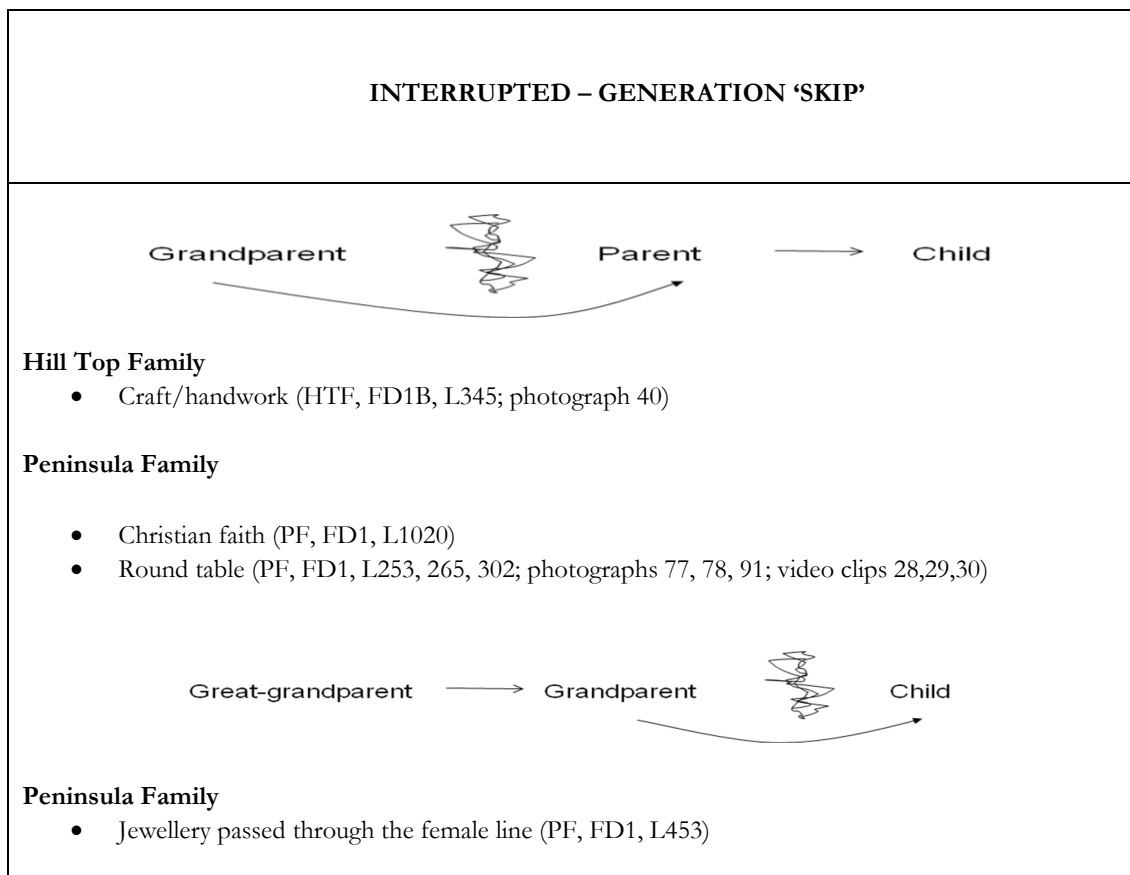 INTERRUPTED – GENERATION ‘SKIP’
Grandparent Parent Child
Hill Top Family
• Craft/handwork (HTF, FD1B, L345; photograph 40)
Peninsula Family
• Christian faith (PF, FD1, L1020)
• Round table (PF, FD1, L253, 265, 302; photographs 77, 78, 91; video clips 28,29,30)
Great-grandparent Grandparent Child
Peninsula Family
• Jewellery passed through the female line (PF, FD1, L453)